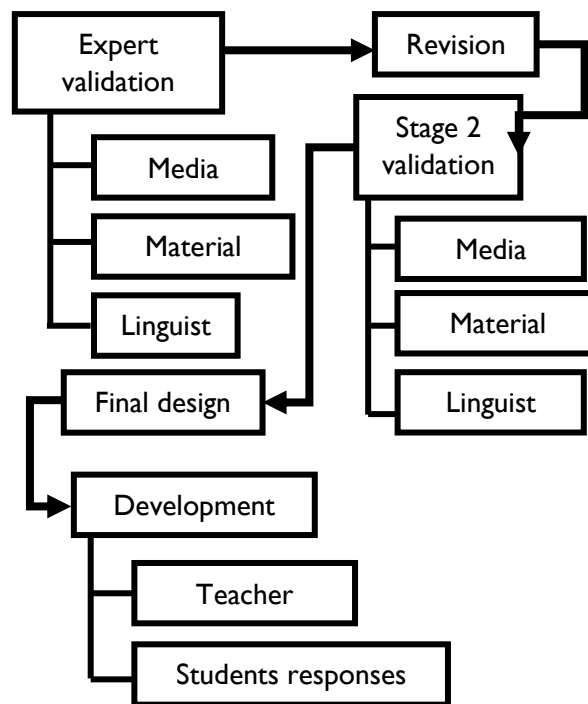 Expert
validation
Revision
Media
Material
Linguist
Stage 2
validation
Media
Material
Linguist
Final design
Development
Teacher
Students responses